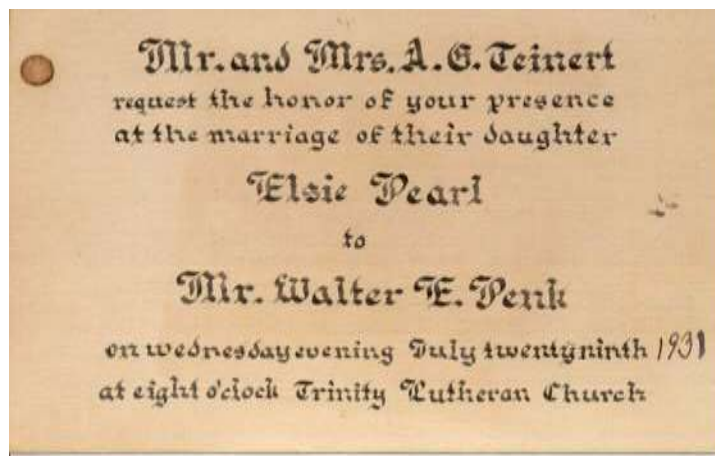 Mr. and Mrs. A. G. Teinert
request the honor of your presence
at the marriage of their daughter
Elsie Pearl
to
Mr. Walter E. Penk
on wednesday evening July twentyninth 1931
at eight o'clock Trinity Lutheran Church